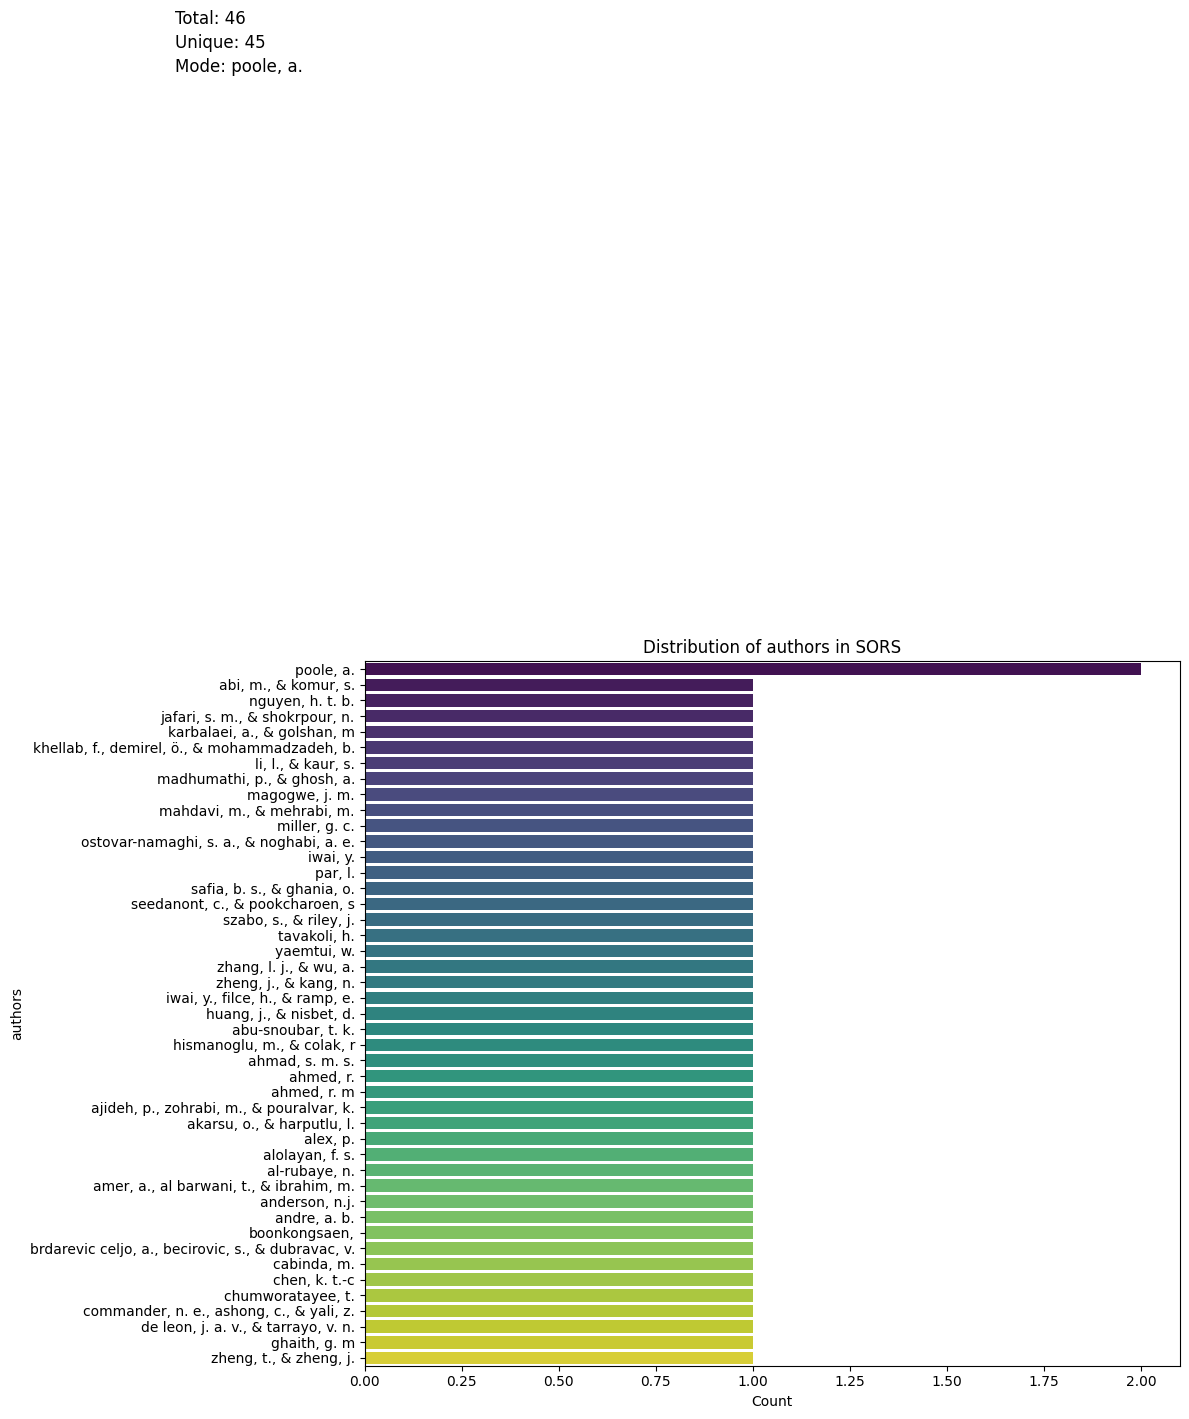 Total: 46
Unique: 45
Mode: poole, a.
Distribution of authors in SORS
poole, a.
abi, m., & komur, s.
nguyen, h. t. b.
jafari, s. m., & shokrpour, n.
karbalaei, a., & golshan, m
khellab, f., demirel, ö., & mohammadzadeh, b.
li, l., & kaur, s.
madhumathi, p., & ghosh, a.
magogwe, j. m.
mahdavi, m., & mehrabi, m.
miller, g. c.
ostovar-namaghi, s. a., & noghabi, a. e.
iwai, y.
par, l.
safia, b. s., & ghania, o.
seedanont, c., & pookcharoen, s
szabo, s., & riley, j.
tavakoli, h.
yaemtui, w.
zhang, l. j., & wu, a.
zheng, j., & kang, n.
iwai, y., filce, h., & ramp, e.
huang, j., & nisbet, d.
abu-snoubar, t. k.
hismanoglu, m., & colak, r
ahmad, s. m. s.
ahmed, r.
ahmed, r. m
ajideh, p., zohrabi, m., & pouralvar, k.
akarsu, o., & harputlu, l.
alex, p.
alolayan, f. s.
al-rubaye, n.
amer, a., al barwani, t., & ibrahim, m.
anderson, n.j.
andre, a. b.
boonkongsaen,
brdarevic celjo, a., becirovic, s., & dubravac, v.
cabinda, m.
chen, k. t.-c
chumworatayee, t.
commander, n. e., ashong, c., & yali, z.
de leon, j. a. v., & tarrayo, v. n.
ghaith, g. m
zheng, t., & zheng, j.
authors
0.00 0.25 0.50 0.75 1.00 1.25 1.50 1.75 2.00
Count